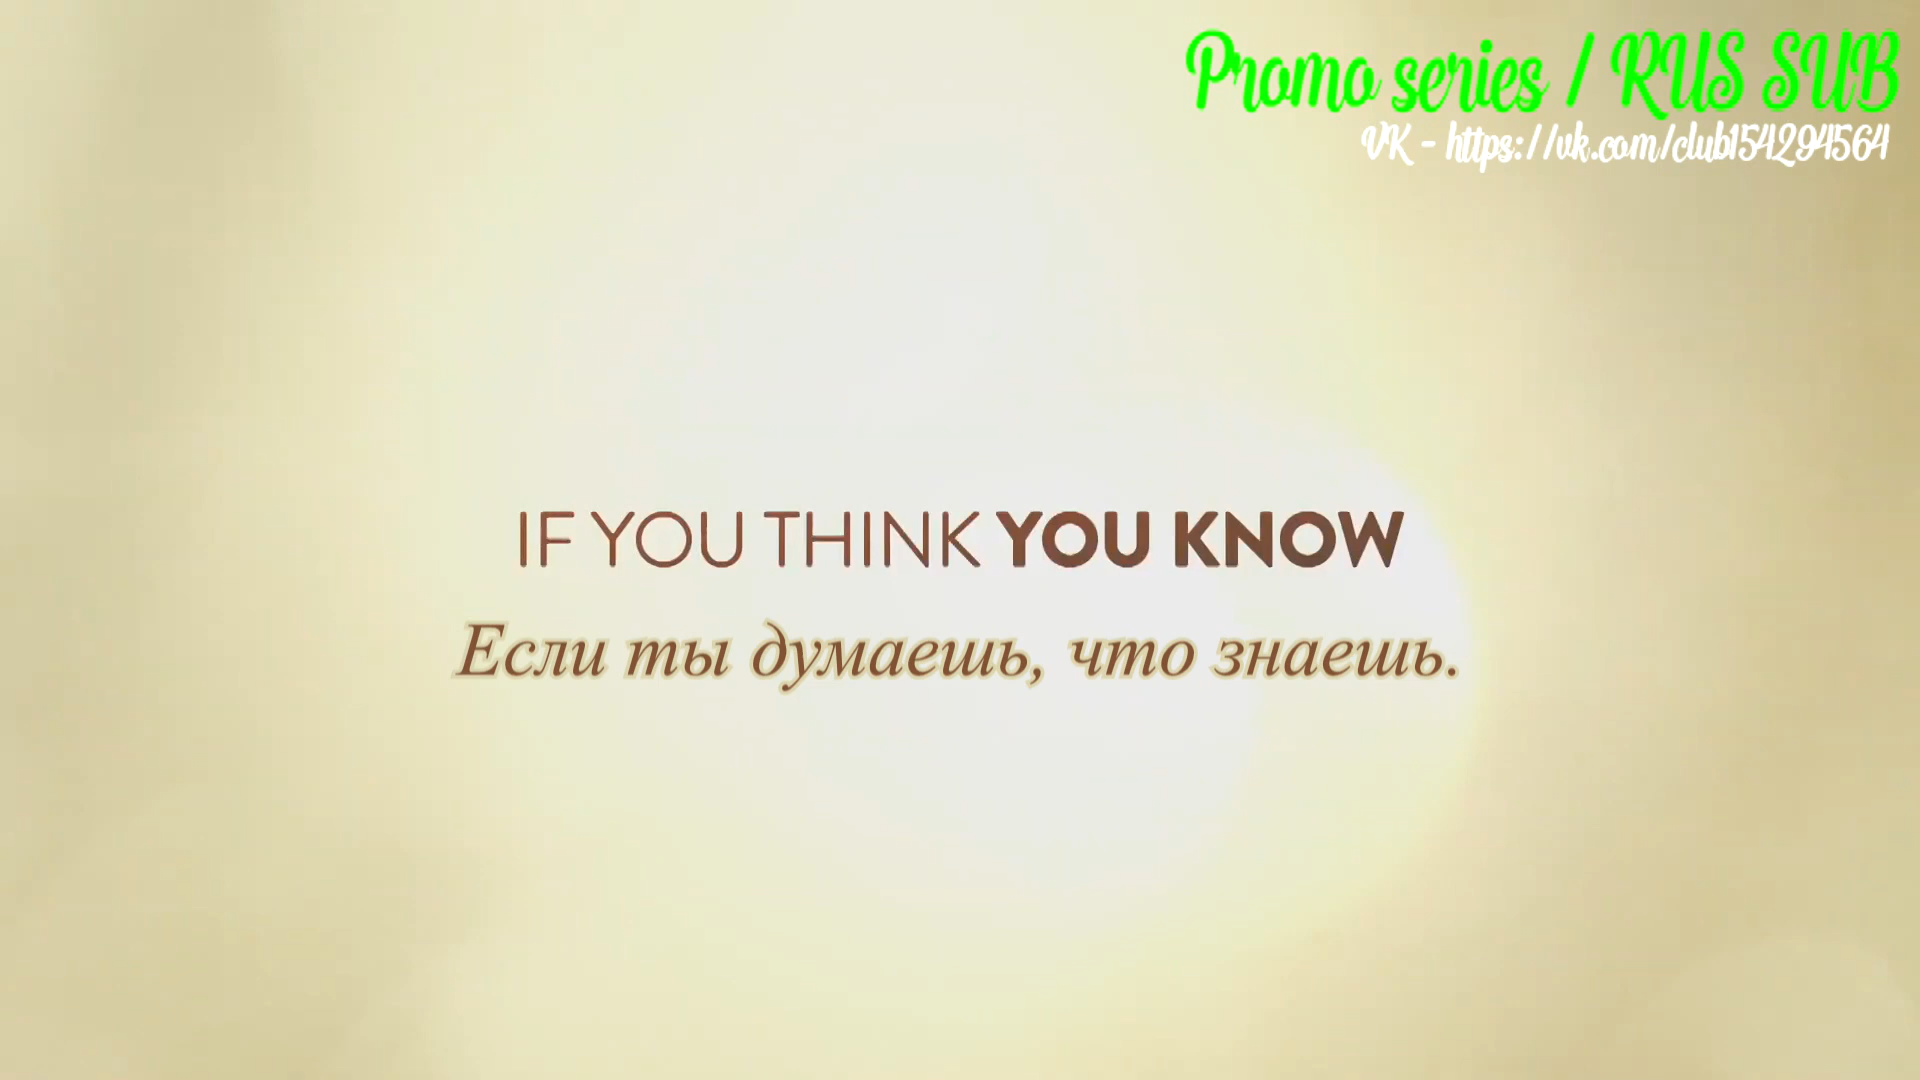 Promo series / RUS SUB
VK - https://vk.com/club154294564
IF YOU THINK YOU KNOW
Если ты думаешь, что знаешь.